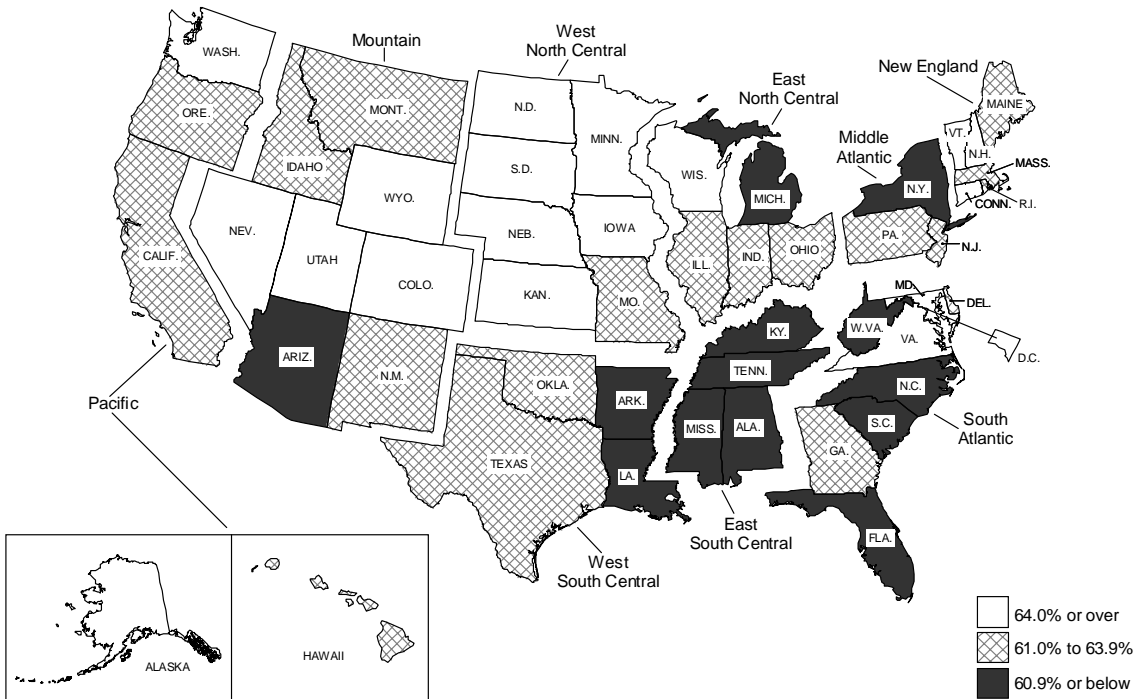 WASH.
Mountain
West
North Central
East
North Central
New England
MAINE
ORE.
MONT.
N.D.
MINN.
Middle
Atlantic
VT.
N.H.
MASS.
IDAHO
S.D.
WIS.
MICH.
N.Y.
CONN.
R.I.
WYO.
NEV.
NEB.
IOWA
PA.
N.J.
CALIF.
UTAH
COLO.
ILL.
IND.
OHIO
KAN.
MO.
MD.
DEL.
KY.
W.VA.
VA.
D.C.
ARIZ.
N.M.
OKLA.
TENN.
N.C.
Pacific
ARK.
MISS.
ALA.
S.C.
South
Atlantic
GA.
TEXAS
LA.
FLA.
East
South Central
West
South Central
ALASKA
HAWAII
64.0% or over
61.0% to 63.9%
60.9% or below